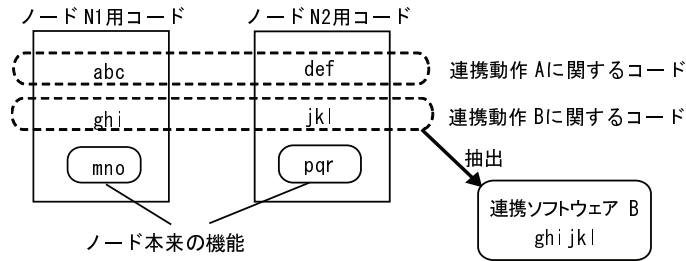 ノードN1用コード
ノードN2用コード
abc
def
連携動作Aに関するコード
ghi
jkl
連携動作Bに関するコード
mno
pqr
抽出
ノード本来の機能
連携ソフトウェア B
ghijkl